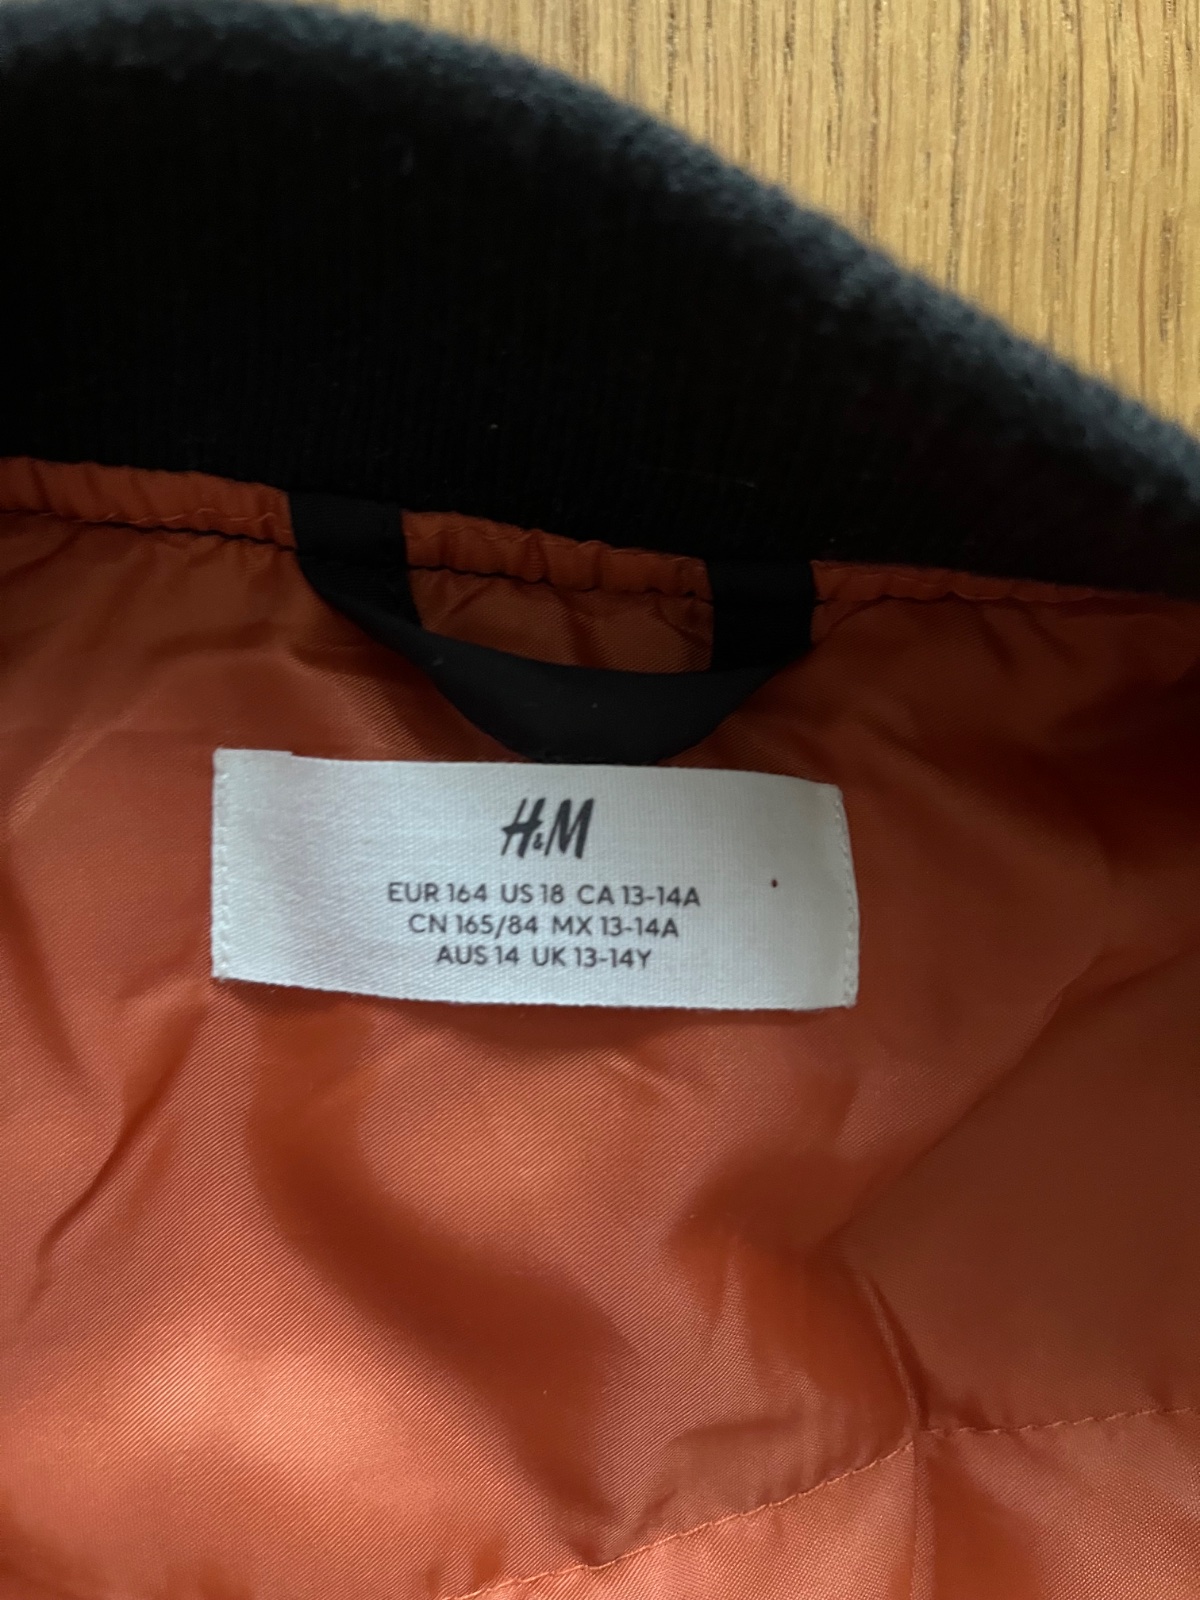 H&M
EUR 164 US 18 CA 13-14A
CN 165/84 MX 13-14A
AUS 14 UK 13-14Y